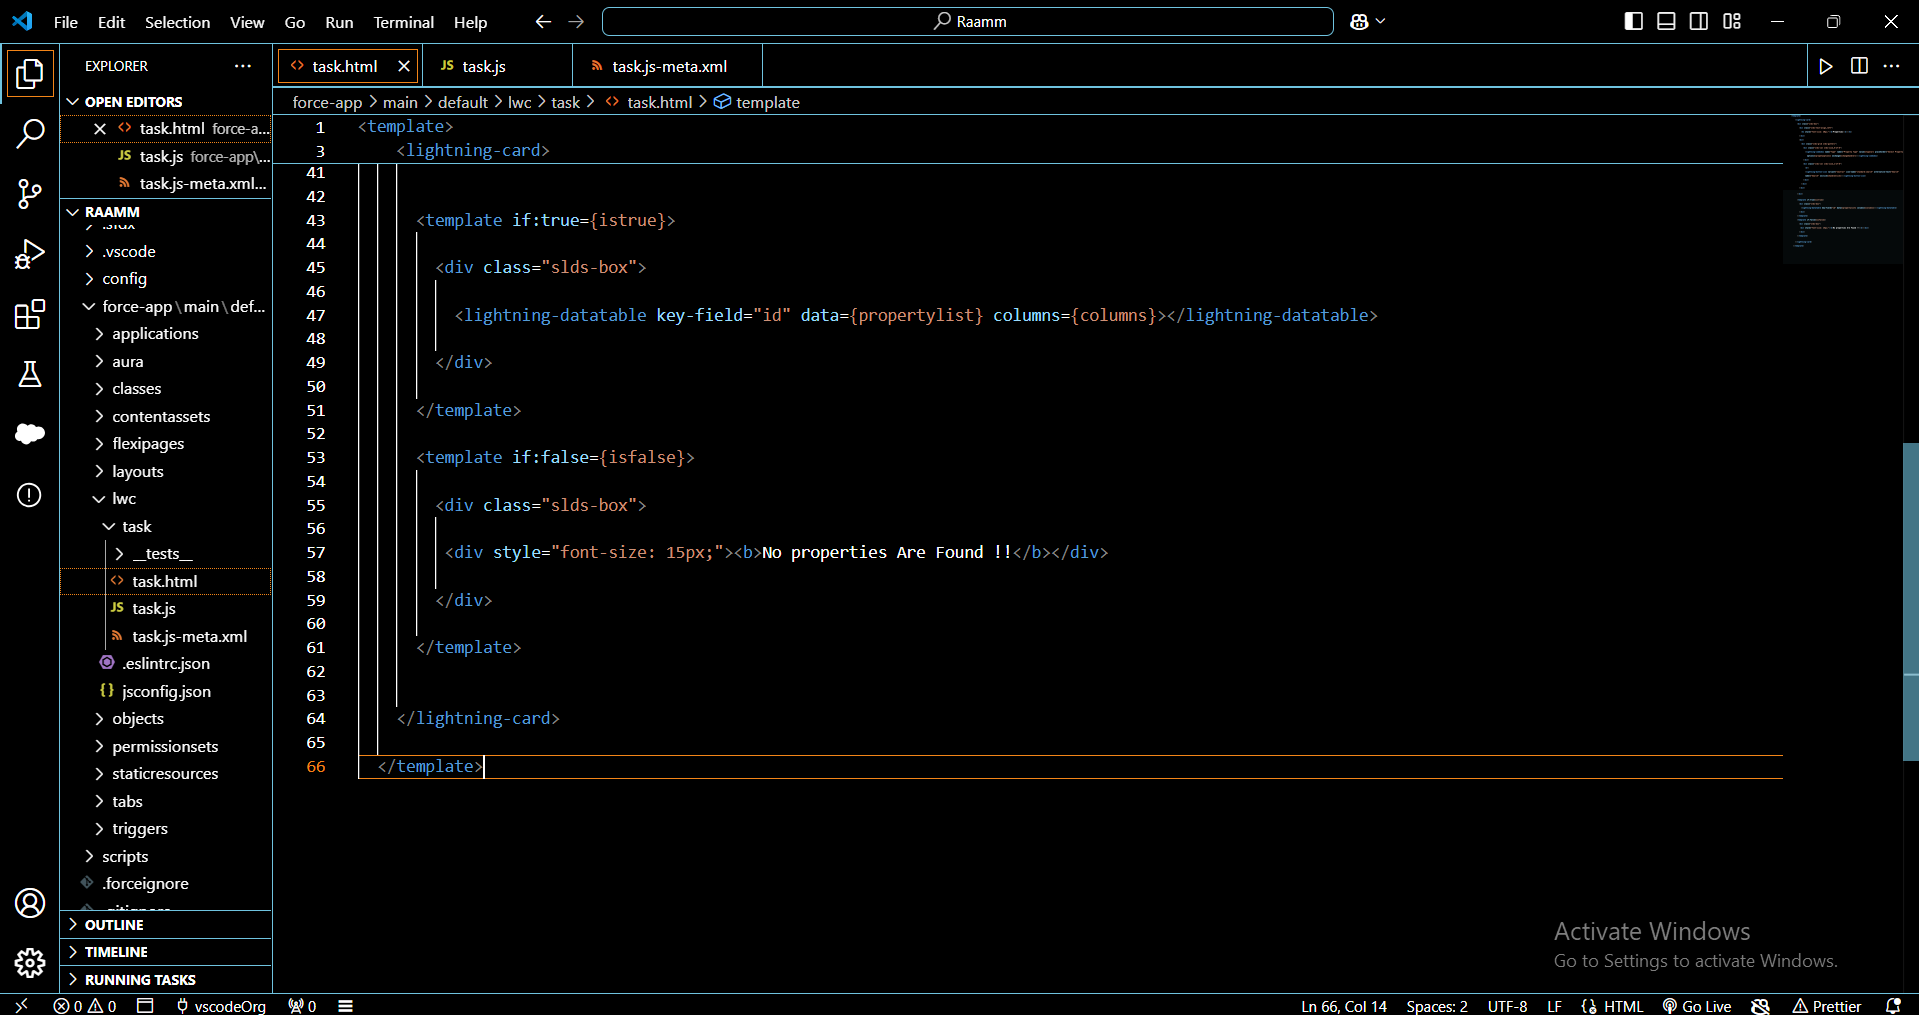 File Edit Selection View Go Run Terminal Help
Raamm
EXPLORER
OPEN EDITORS
task.html force-a...
JS task.js force-app\...
task.js-meta.xml...
RAAMM
.sfdx
.vscode
config
force-app\main\def...
applications
aura
classes
contentassets
flexipages
layouts
lwc
task
__tests__
task.html
JS task.js
task.js-meta.xml
.eslintrc.json
{} jsconfig.json
objects
permissionsets
staticresources
tabs
triggers
scripts
.forceignore
.gitignore
OUTLINE
TIMELINE
RUNNING TASKS
task.html JS task.js task.js-meta.xml
force-app > main > default > lwc > task > task.html > template
1 <template>
3 <lightning-card>
41
42
43 <template if:true={istrue}>
44
45 <div class="slds-box">
46
47 <lightning-datatable key-field="id" data={propertylist} columns={columns}></lightning-datatable>
48
49 </div>
50
51 </template>
52
53 <template if:false={isfalse}>
54
55 <div class="slds-box">
56
57 <div style="font-size: 15px;"><b>No properties Are Found !!</b></div>
58
59 </div>
60
61 </template>
62
63
64 </lightning-card>
65
66 </template>
Activate Windows
Go to Settings to activate Windows.
0 0 vscodeOrg 0 Ln 66, Col 14 Spaces: 2 UTF-8 LF {} HTML Go Live Prettier